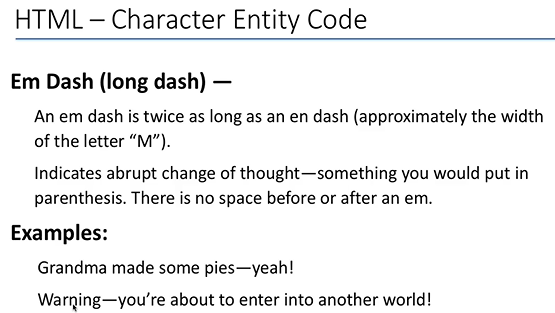 HTML – Character Entity Code
Em Dash (long dash) —
An em dash is twice as long as an en dash (approximately the width
of the letter “M”).
Indicates abrupt change of thought—something you would put in
parenthesis. There is no space before or after an em.
Examples:
Grandma made some pies—yeah!
Warning—you’re about to enter into another world!